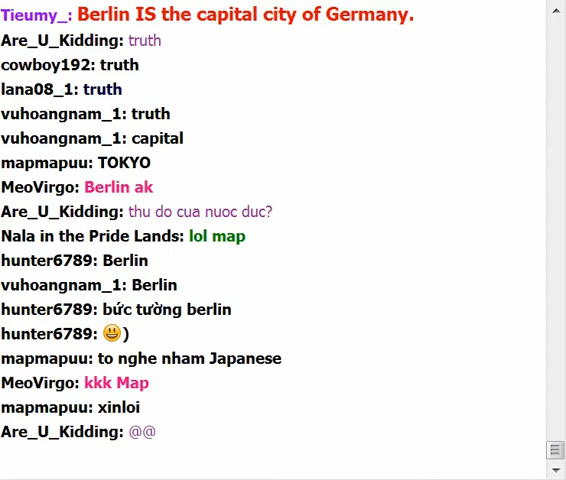 Tieumy_: Berlin IS the capital city of Germany.
Are_U_Kidding: truth
cowboy192: truth
lana08_1: truth
vuhoangnam_1: truth
vuhoangnam_1: capital
mapmapuu: TOKYO
MeoVirgo: Berlin ak
Are_U_Kidding: thu do cua nuoc duc?
Nala in the Pride Lands: lol map
hunter6789: Berlin
vuhoangnam_1: Berlin
hunter6789: bức tường berlin
hunter6789: 😃)
mapmapuu: to nghe nham Japanese
MeoVirgo: kkk Map
mapmapuu: xinloi
Are_U_Kidding: @@